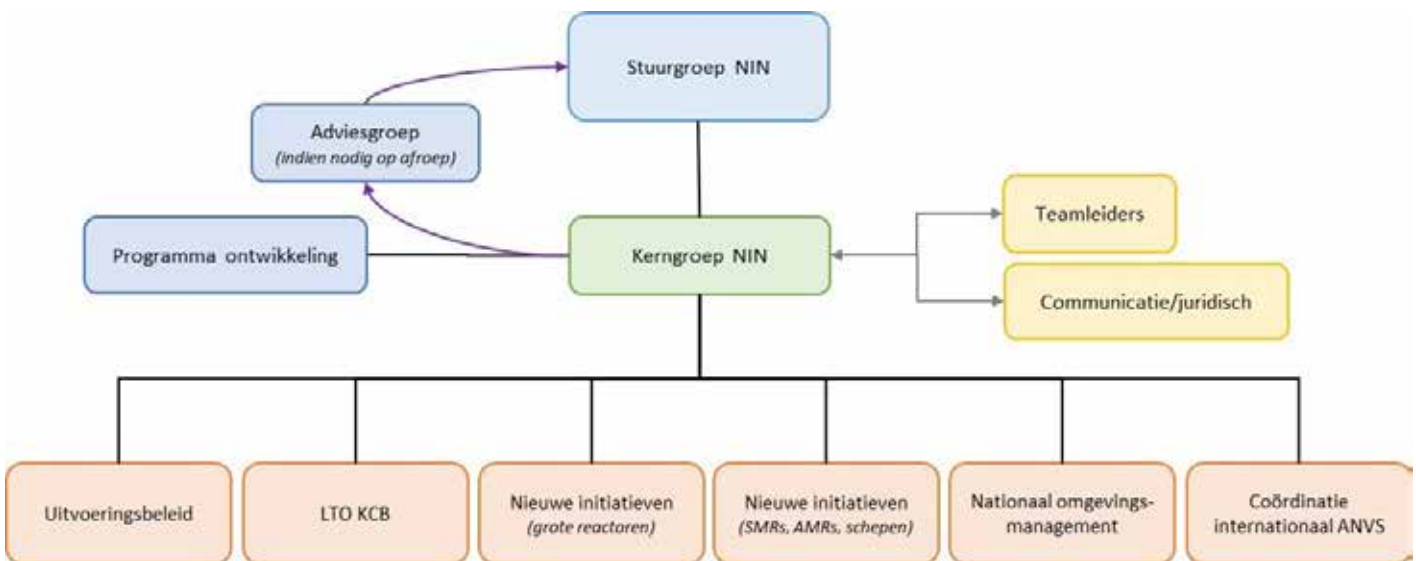 Stuurgroep NIN
Adviesgroep
(indien nodig op afroep)
Teamleiders
Programma ontwikkeling
Kerngroep NIN
Communicatie/juridisch
Uitvoeringsbeleid
LTO KCB
Nieuwe initiatieven
(grote reactoren)
Nieuwe initiatieven
(SMRs, AMRs, schepen)
Nationaal omgevings-
management
Coördinatie
internationaal ANVS